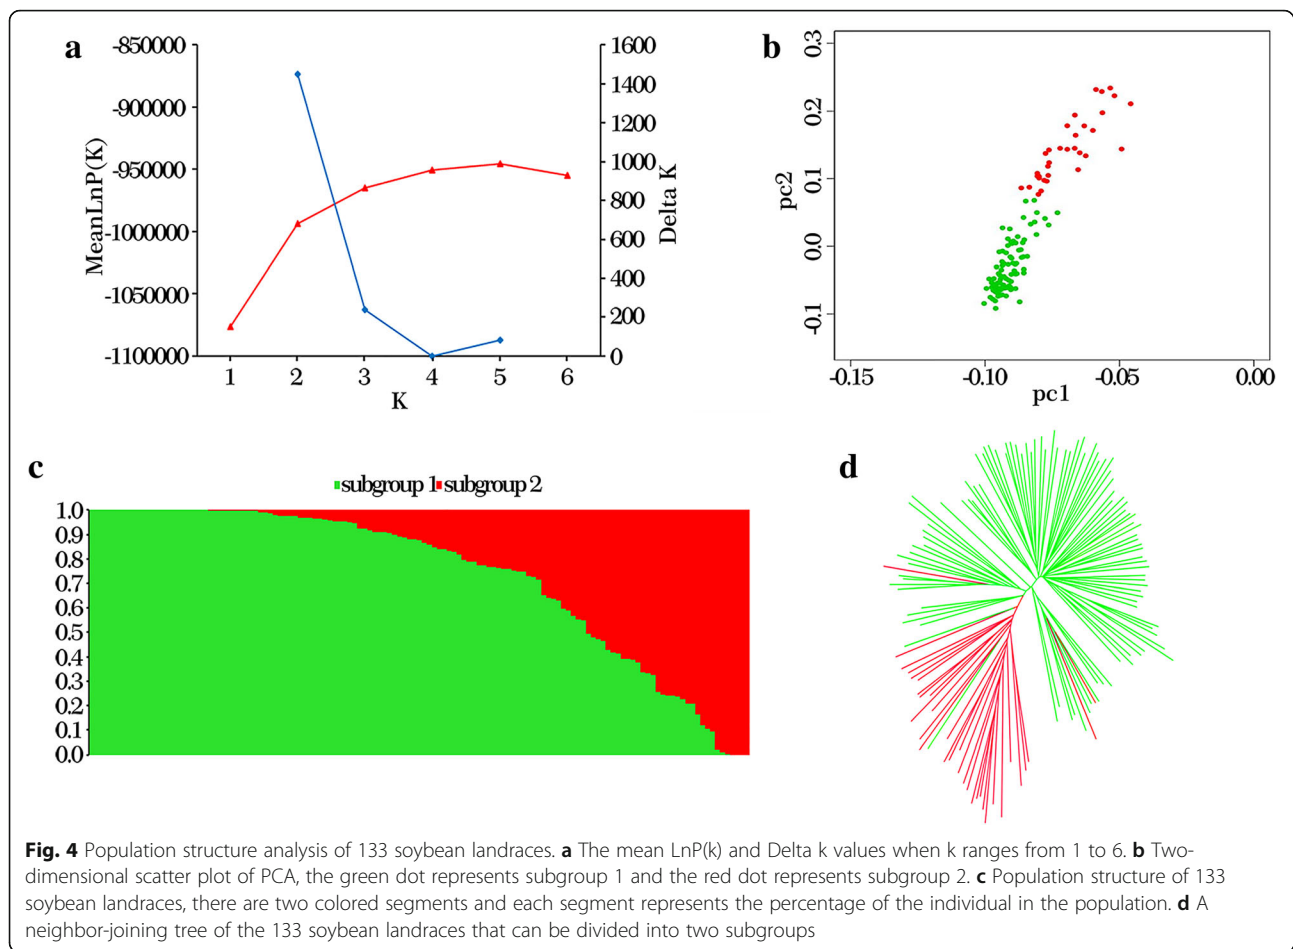 a
MeanLnP(K)
-850000
-900000
-950000
-1000000
-1050000
-1100000
1600
1400
1200
1000
800
600
400
200
0
Delta K
1 2 3 4 5 6
K
b
pc2
0.3
0.2
0.1
0.0
-0.1
-0.15 -0.10 -0.05 0.00
pc1
c
subgroup 1 subgroup 2
1.0
0.9
0.8
0.7
0.6
0.5
0.4
0.3
0.2
0.1
0.0
d
Fig. 4 Population structure analysis of 133 soybean landraces. a The mean LnP(k) and Delta k values when k ranges from 1 to 6. b Two-
dimensional scatter plot of PCA, the green dot represents subgroup 1 and the red dot represents subgroup 2. c Population structure of 133
soybean landraces, there are two colored segments and each segment represents the percentage of the individual in the population. d A
neighbor-joining tree of the 133 soybean landraces that can be divided into two subgroups